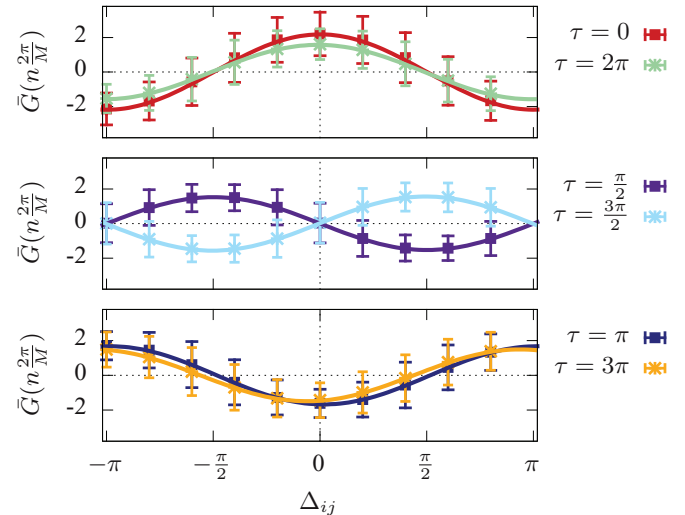 2
0
-2
Ḡ(n 2π/M)
τ = 0
τ = 2π
2
0
-2
Ḡ(n 2π/M)
τ = π/2
τ = 3π/2
2
0
-2
Ḡ(n 2π/M)
τ = π
τ = 3π
−π −π/2 0 π/2 π
Δij